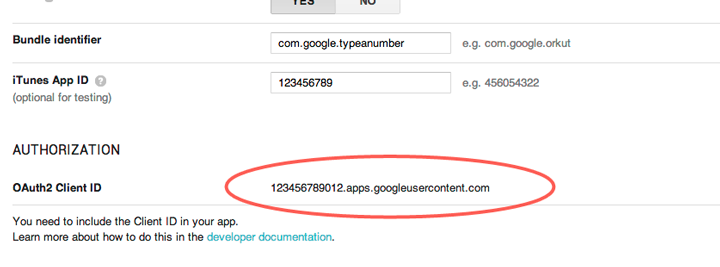 YES NO
Bundle identifier com.google.typeanumber e.g. com.google.orkut
iTunes App ID ? 123456789 e.g. 456054322
(optional for testing)
AUTHORIZATION
OAuth2 Client ID 123456789012.apps.googleusercontent.com
You need to include the Client ID in your app.
Learn more about how to do this in the developer documentation.